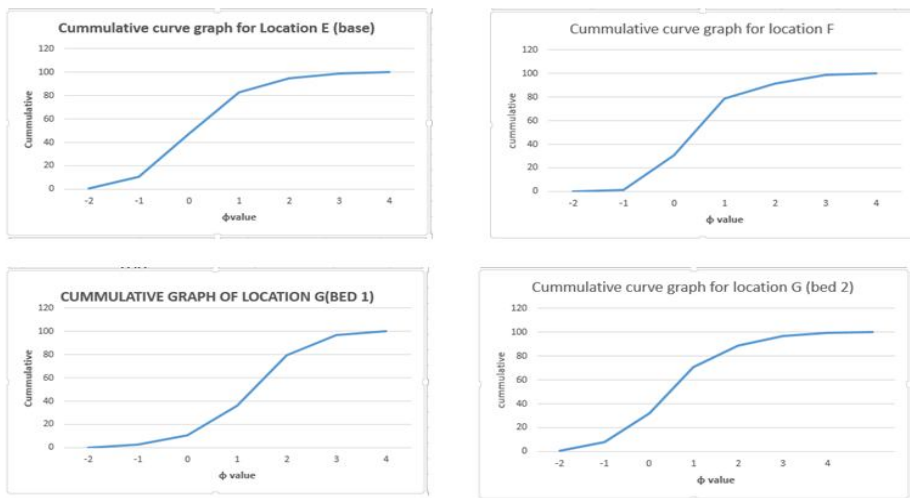 Cummulative curve graph for Location E (base)
120
100
80
60
40
20
0
Cummulative
-2 -1 0 1 2 3 4
ϕvalue
Cummulative curve graph for location F
120
100
80
60
40
20
0
cummulative
-2 -1 0 1 2 3 4
ϕ value
CUMMULATIVE GRAPH OF LOCATION G(BED 1)
120
100
80
60
40
20
0
Cummulative
-2 -1 0 1 2 3 4
ϕ value
Cummulative curve graph for location G (bed 2)
120
100
80
60
40
20
0
cummulative
-2 -1 0 1 2 3 4
ϕ value